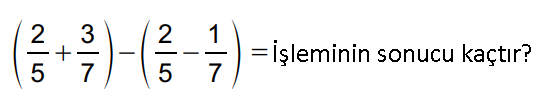 (2/5 + 3/7) − (2/5 − 1/7) = İşleminin sonucu kaçtır?